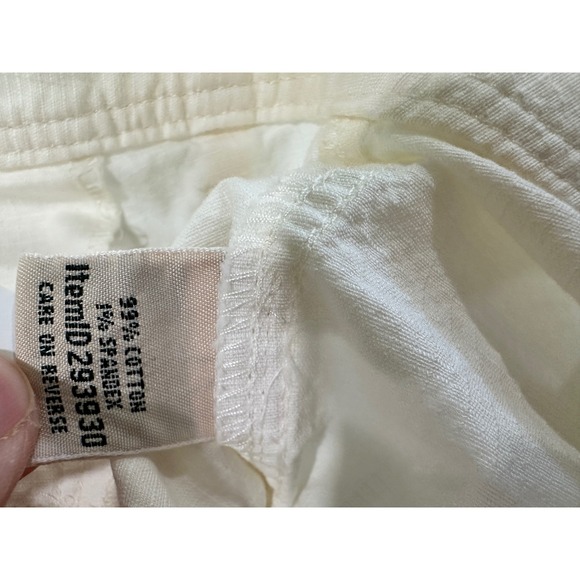 99% COTTON
1% SPANDEX
ItemID 293930
CARE ON REVERSE